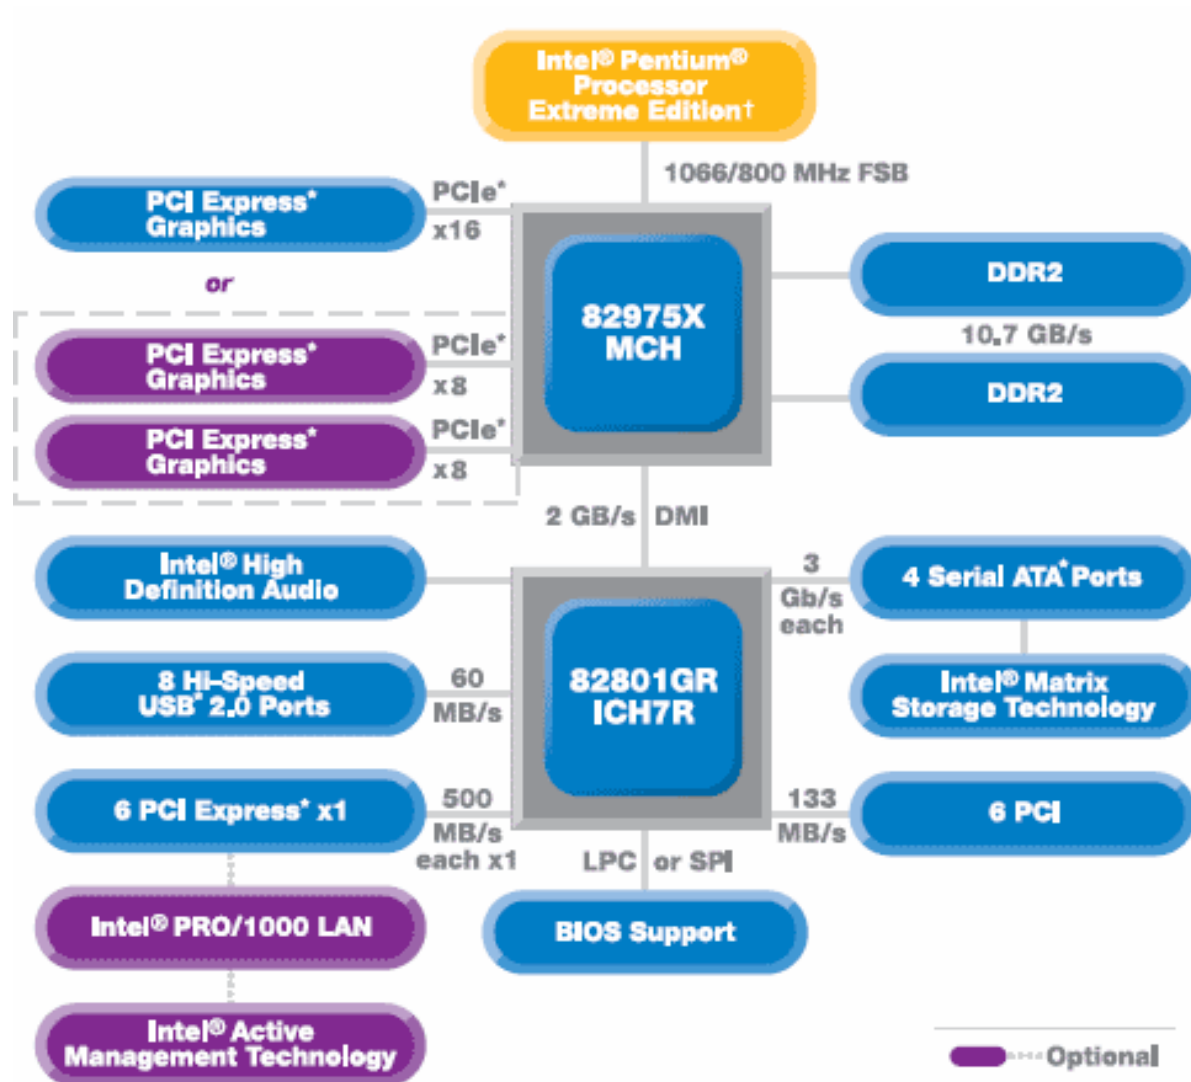 Intel® Pentium®
Processor
Extreme Edition†
1066/800 MHz FSB
PCI Express*
Graphics
PCIe*
x16
or
PCI Express*
Graphics
PCIe*
x8
PCI Express*
Graphics
PCIe*
x8
82975X
MCH
DDR2
10.7 GB/s
DDR2
2 GB/s DMI
Intel® High
Definition Audio
8 Hi-Speed
USB* 2.0 Ports
60
MB/s
6 PCI Express* x1
500
MB/s
each x1
Intel® PRO/1000 LAN
Intel® Active
Management Technology
82801GR
ICH7R
3
Gb/s
each
4 Serial ATA* Ports
Intel® Matrix
Storage Technology
133
MB/s
6 PCI
LPC or SPI
BIOS Support
Optional